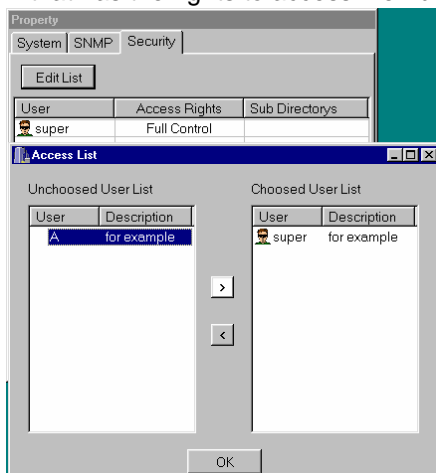 Property
System SNMP Security
Edit List
User Access Rights Sub Directorys
super Full Control
Access List
Unchoosed User List Choosed User List
User Description User Description
A for example super for example
>
<
OK